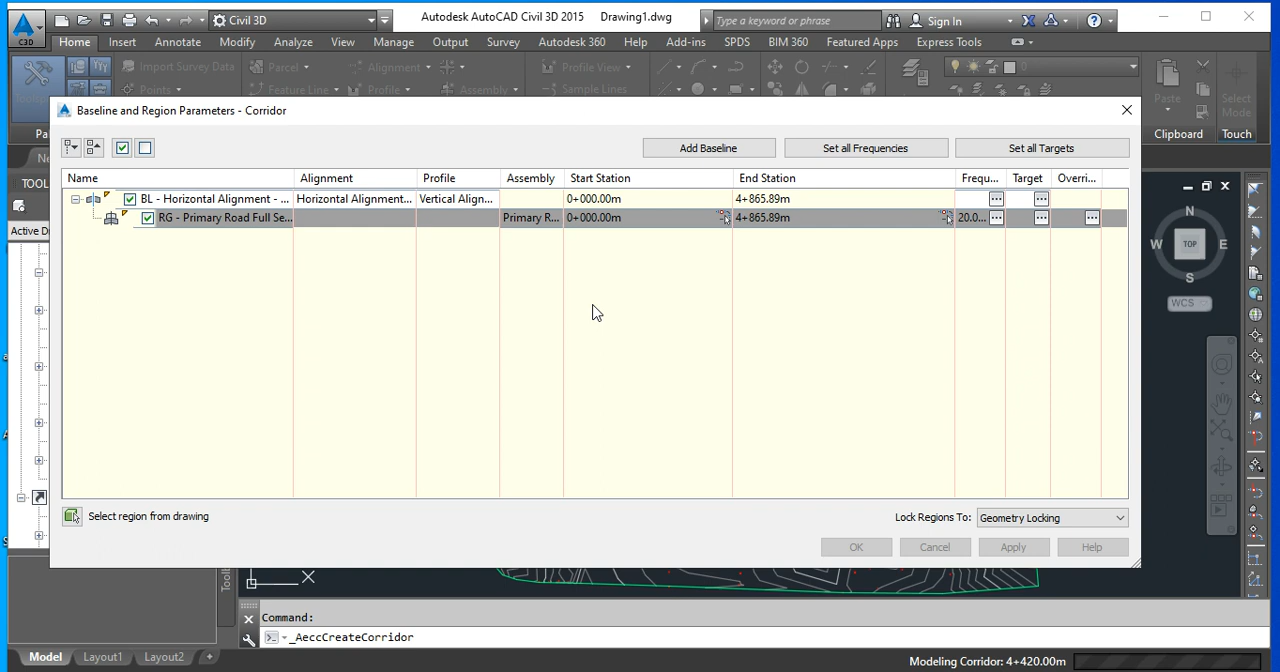 C3D
Civil 3D
Autodesk AutoCAD Civil 3D 2015 Drawing1.dwg
Type a keyword or phrase
Sign In
Home Insert Annotate Modify Analyze View Manage Output Survey Autodesk 360 Help Add-ins SPDS BIM 360 Featured Apps Express Tools
Import Survey Data Parcel Alignment Profile View 0
Points Feature Line Profile Assembly Sample Lines Paste Select Mode
Baseline and Region Parameters - Corridor
Pa Clipboard Touch
Add Baseline Set all Frequencies Set all Targets
Ne
TOOL
Name Alignment Profile Assembly Start Station End Station Frequ... Target Overri...
BL - Horizontal Alignment - ... Horizontal Alignment... Vertical Align... 0+000.00m 4+865.89m
RG - Primary Road Full Se... Primary R... 0+000.00m 4+865.89m 20.0...
Active D
N
W TOP E
S
WCS
Select region from drawing
Lock Regions To: Geometry Locking
OK Cancel Apply Help
Toolb
Command:
_AeccCreateCorridor
Model Layout1 Layout2 +
Modeling Corridor: 4+420.00m